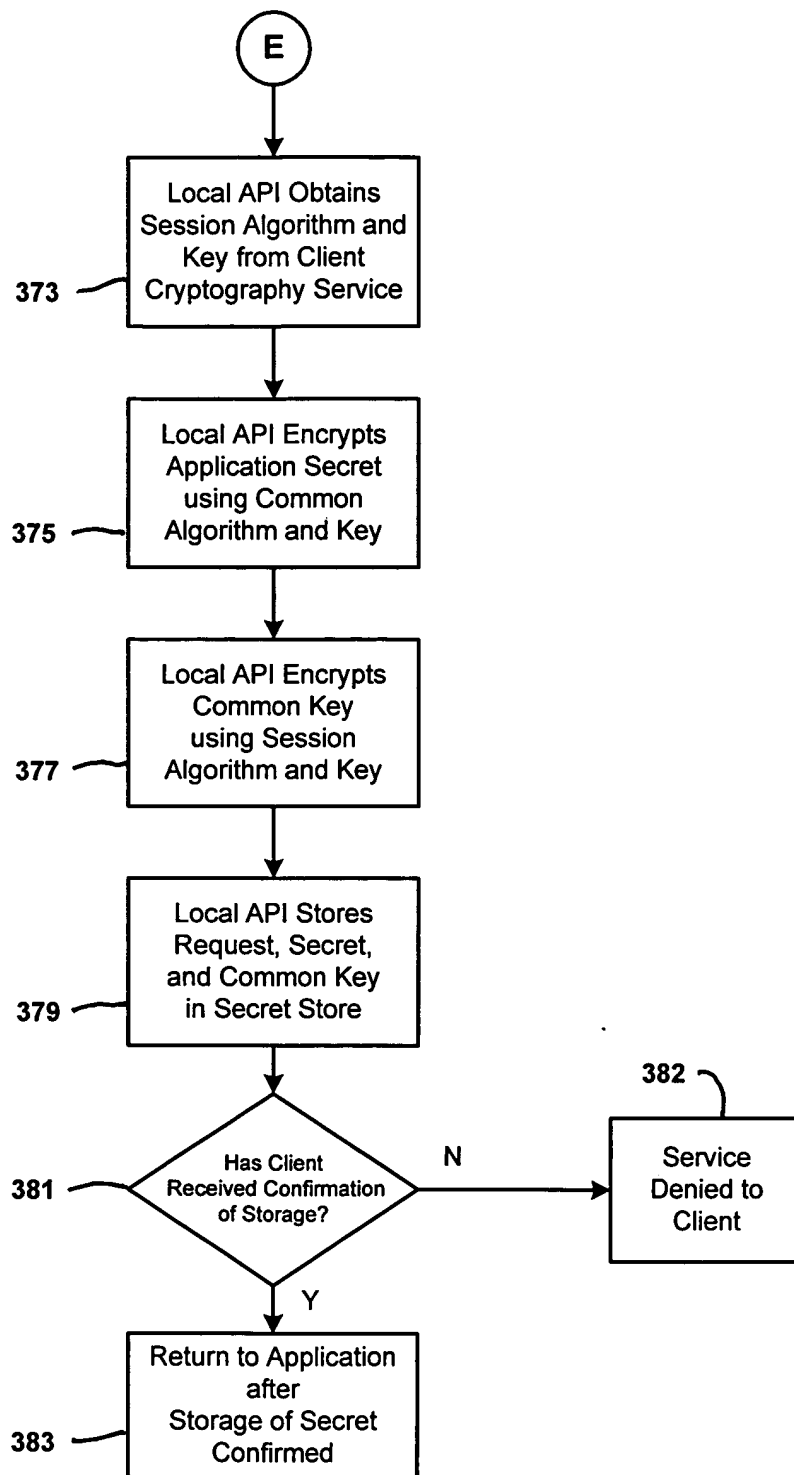 E
Local API Obtains
Session Algorithm and
Key from Client
Cryptography Service
373
Local API Encrypts
Application Secret
using Common
Algorithm and Key
375
Local API Encrypts
Common Key
using Session
Algorithm and Key
377
Local API Stores
Request, Secret,
and Common Key
in Secret Store
379
382
Has Client
Received Confirmation
of Storage?
N
381
Service
Denied to
Client
Y
Return to Application
after
Storage of Secret
Confirmed
383